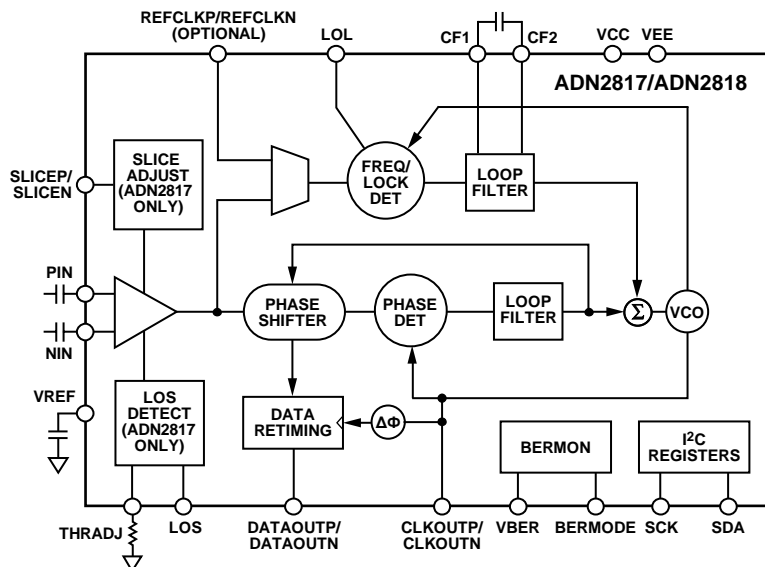 REFCLKP/REFCLKN
(OPTIONAL)
LOL
CF1
CF2
VCC
VEE
ADN2817/ADN2818
SLICEP/
SLICEN
SLICE
ADJUST
(ADN2817
ONLY)
FREQ/
LOCK
DET
LOOP
FILTER
PIN
NIN
PHASE
SHIFTER
PHASE
DET
LOOP
FILTER
Σ
VCO
VREF
LOS
DETECT
(ADN2817
ONLY)
DATA
RETIMING
ΔΦ
BERMON
I²C
REGISTERS
THRADJ
LOS
DATAOUTP/
DATAOUTN
CLKOUTP/
CLKOUTN
VBER
BERMODE
SCK
SDA